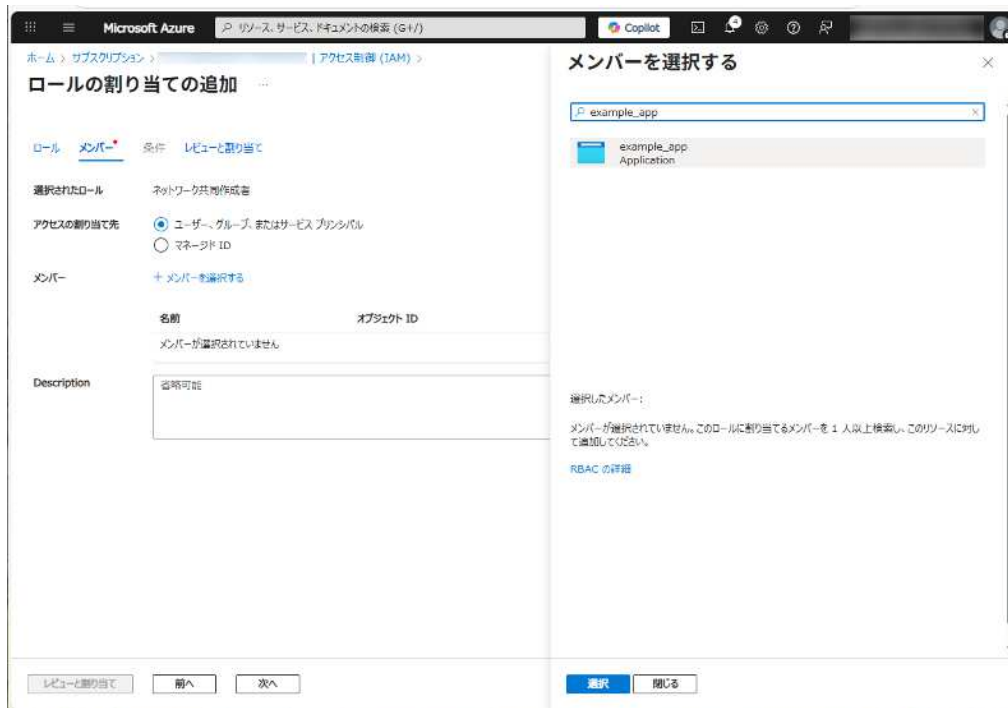 Microsoft Azure
リソース、サービス、ドキュメントの検索 (G+/)
Copilot
4
ホーム > サブスクリプション >
| アクセス制御 (IAM) >
ロールの割り当ての追加 …
ロール メンバー* 条件 レビューと割り当て
選択されたロール ネットワーク共同作成者
アクセスの割り当て先 ユーザー、グループ、またはサービス プリンシパル
マネージド ID
メンバー + メンバーを選択する
名前 オブジェクト ID
メンバーが選択されていません
Description 省略可能
レビューと割り当て 前へ 次へ
メンバーを選択する
example_app
example_app
Application
選択したメンバー:
メンバーが選択されていません。このロールに割り当てるメンバーを 1 人以上検索し、このリソースに対し
て追加してください。
RBAC の詳細
選択 閉じる